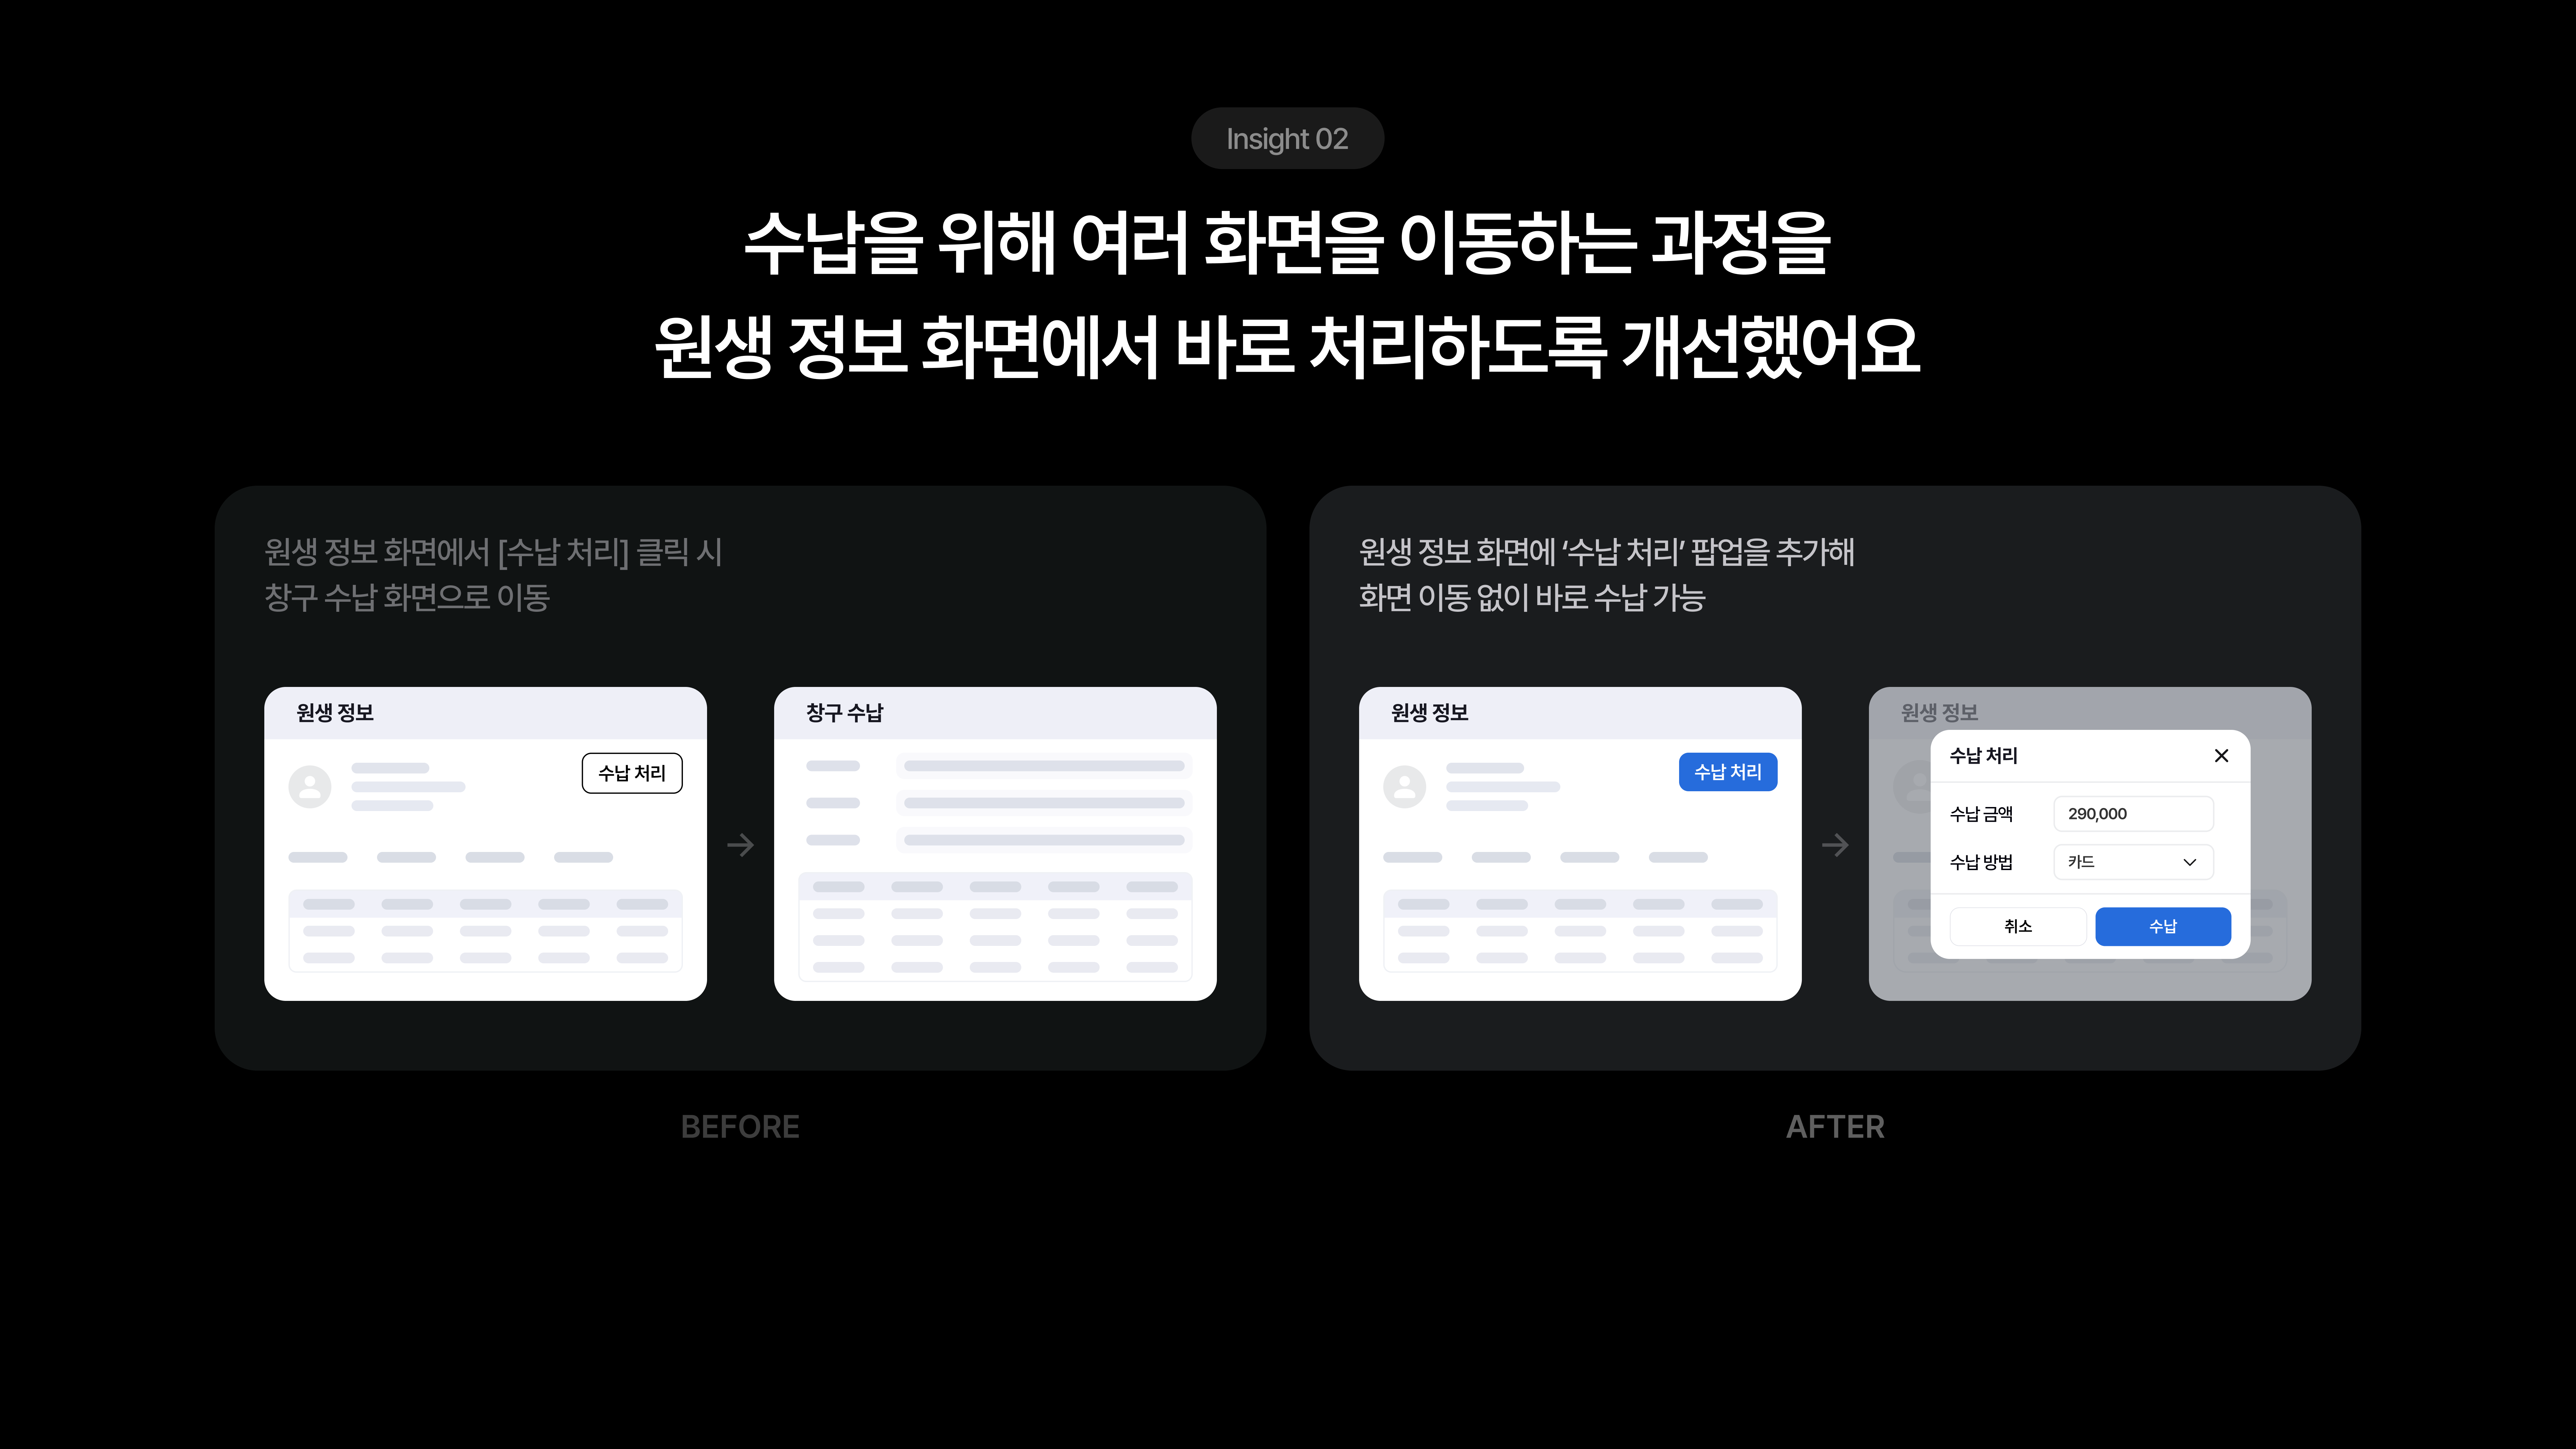 Insight 02
수납을 위해 여러 화면을 이동하는 과정을
원생 정보 화면에서 바로 처리하도록 개선했어요
원생 정보 화면에서 [수납 처리] 클릭 시
창구 수납 화면으로 이동
원생 정보
수납 처리
창구 수납
BEFORE
원생 정보 화면에 ‘수납 처리’ 팝업을 추가해
화면 이동 없이 바로 수납 가능
원생 정보
수납 처리
원생 정보
수납 처리
수납 금액 290,000
수납 방법 카드
취소 수납
AFTER